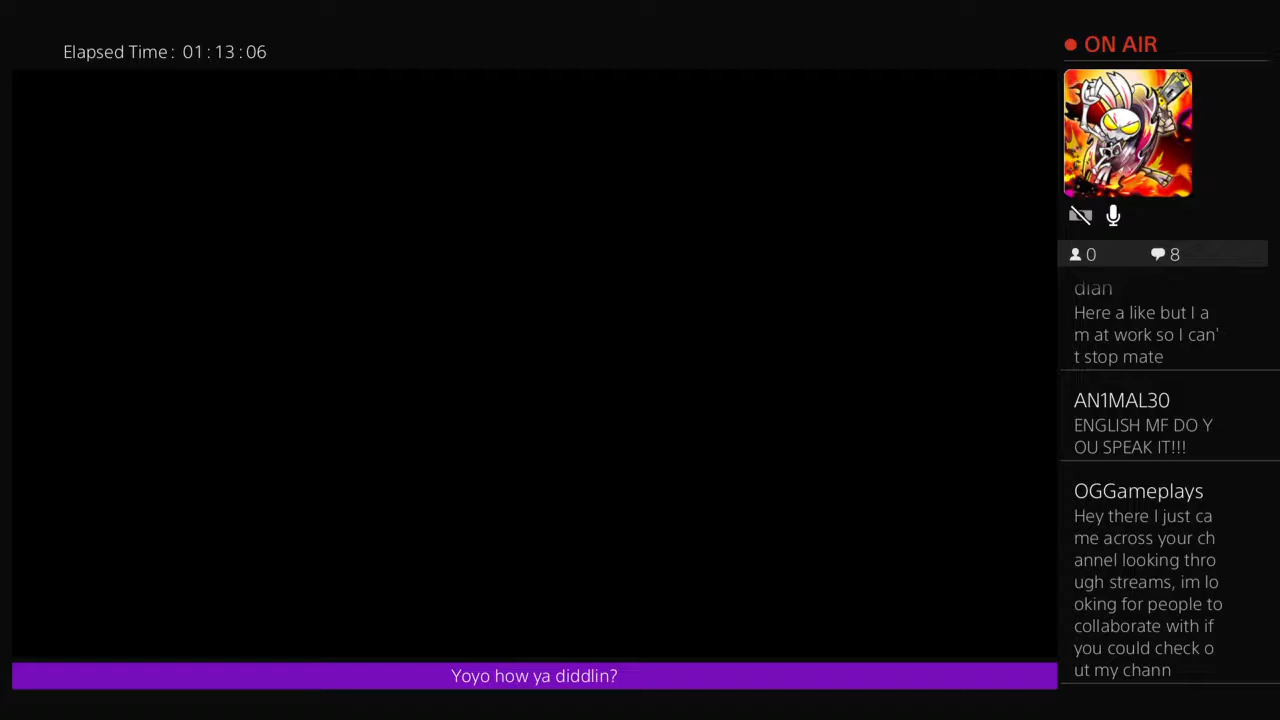 Elapsed Time: 01:13:06
ON AIR
0 8
dian
Here a like but I a
m at work so I can'
t stop mate
AN1MAL30
ENGLISH MF DO Y
OU SPEAK IT!!!
OGGameplays
Hey there I just ca
me across your ch
annel looking thro
ugh streams, im lo
oking for people to
collaborate with if
you could check o
ut my chann
Yoyo how ya diddlin?